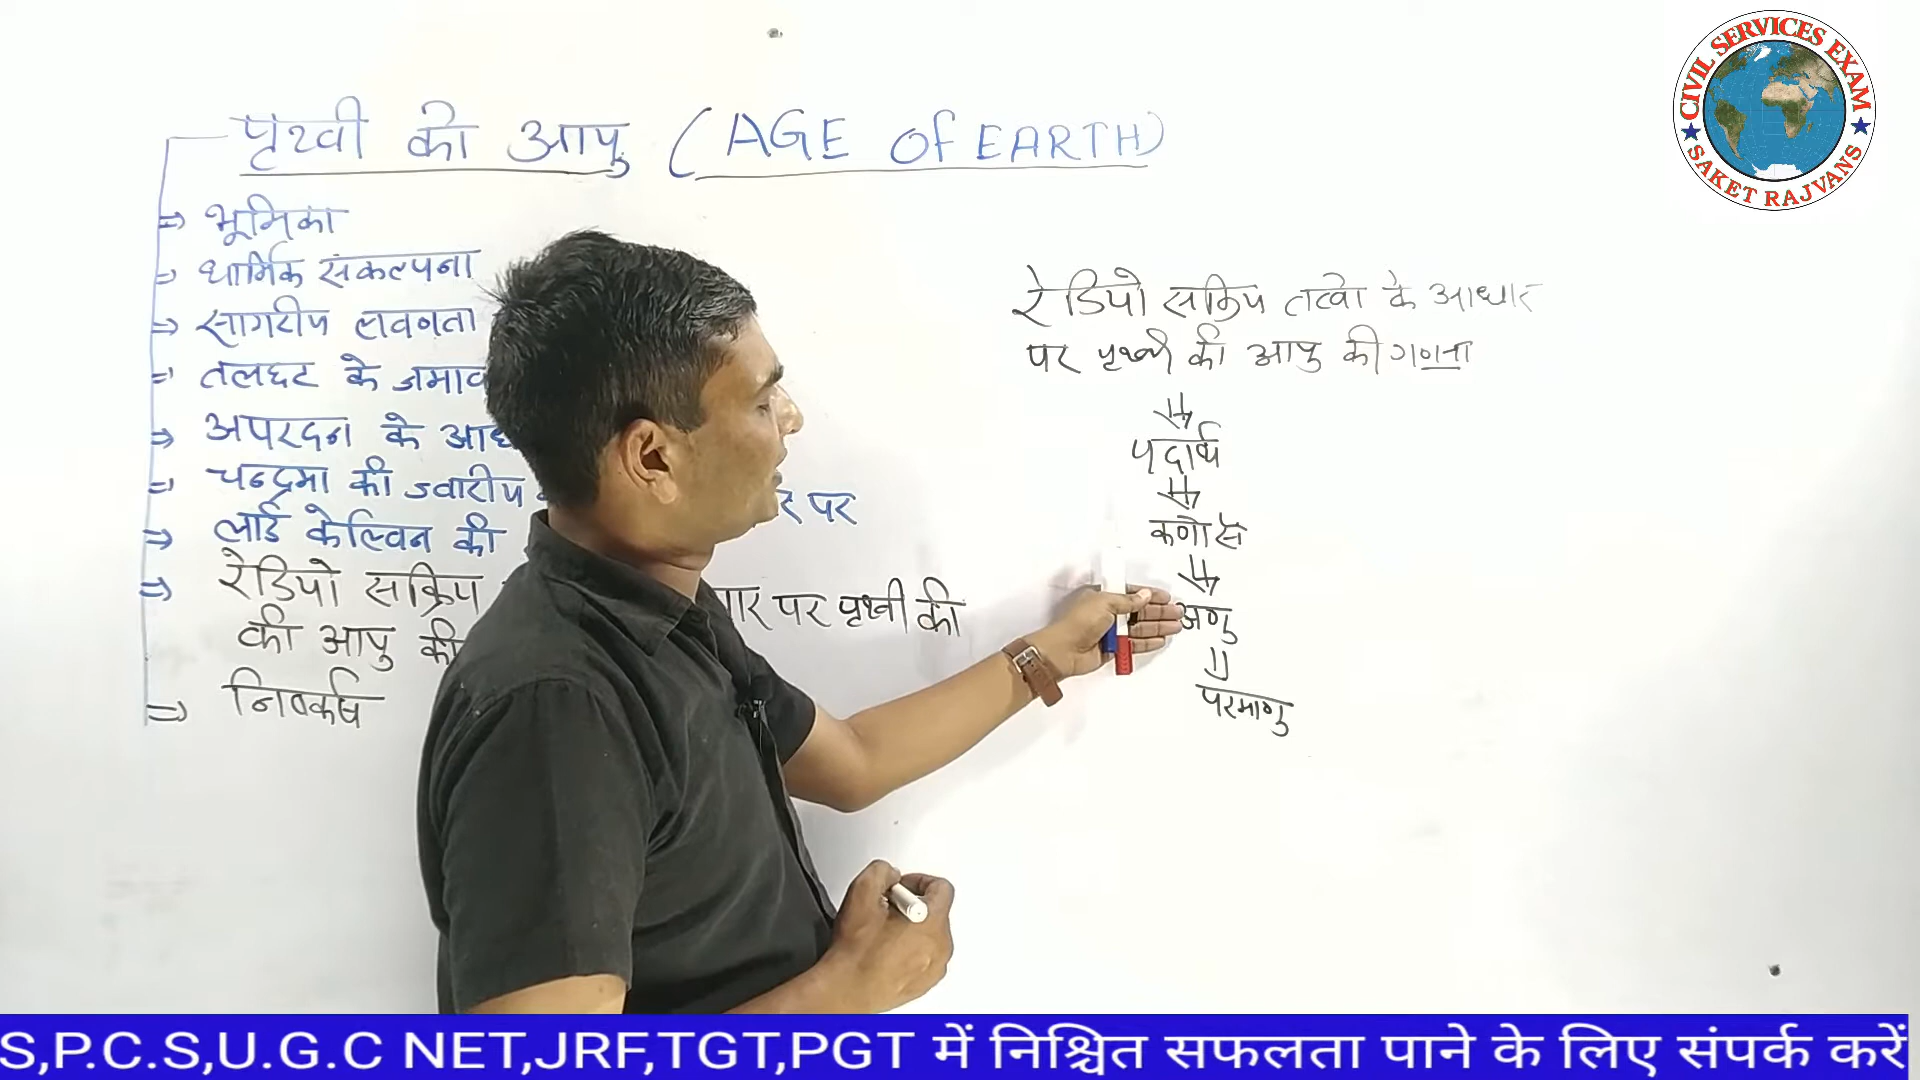 पृथ्वी की आयु (AGE Of EARTH)
⇒ भूमिका
⇒ धार्मिक संकल्पना
⇒ सागरीय लवणता
⇒ तलछट के जमाव
⇒ अपरदन के
⇒ चन्द्रमा की ज्वारीय पर
⇒ लार्ड केल्विन की
⇒ रेडियो सक्रिय पर पृथ्वी की
की आयु की
⇒ निष्कर्ष
रेडियो सक्रिय तत्वो के आधार
पर पृथ्वी की आयु की गणना
पदार्थ
कणो से
अणु
परमाणु
CIVIL SERVICES EXAM
SAKET RAJVANS
S,P.C.S,U.G.C NET,JRF,TGT,PGT में निश्चित सफलता पाने के लिए संपर्क करें